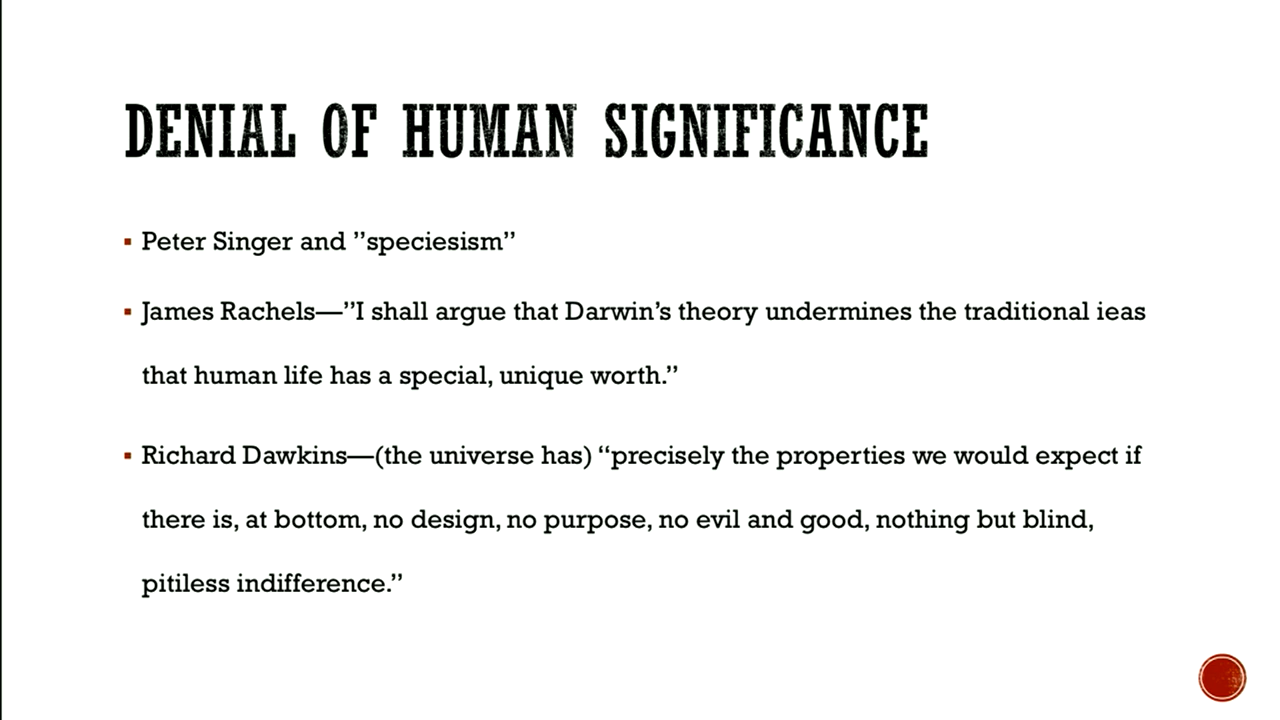 DENIAL OF HUMAN SIGNIFICANCE
▪ Peter Singer and ”speciesism”
▪ James Rachels—”I shall argue that Darwin’s theory undermines the traditional ieas
that human life has a special, unique worth.”
▪ Richard Dawkins—(the universe has) “precisely the properties we would expect if
there is, at bottom, no design, no purpose, no evil and good, nothing but blind,
pitiless indifference.”